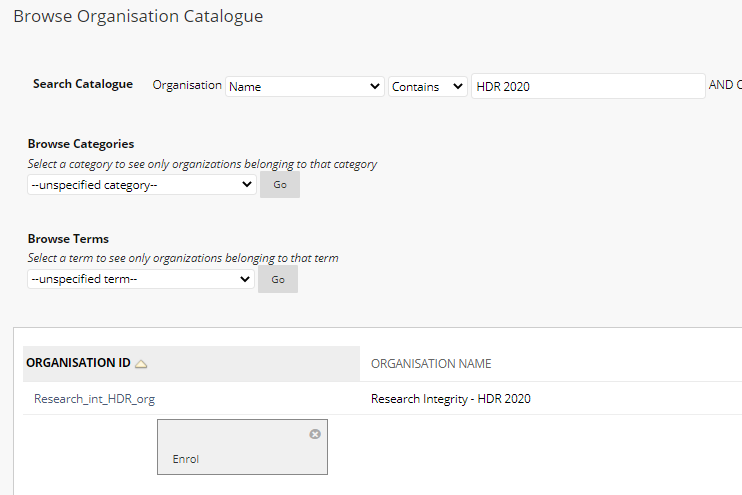 Browse Organisation Catalogue
Search Catalogue Organisation Name Contains HDR 2020 AND
Browse Categories
Select a category to see only organizations belonging to that category
--unspecified category-- Go
Browse Terms
Select a term to see only organizations belonging to that term
--unspecified term-- Go
ORGANISATION ID ORGANISATION NAME
Research_int_HDR_org Research Integrity - HDR 2020
Enrol